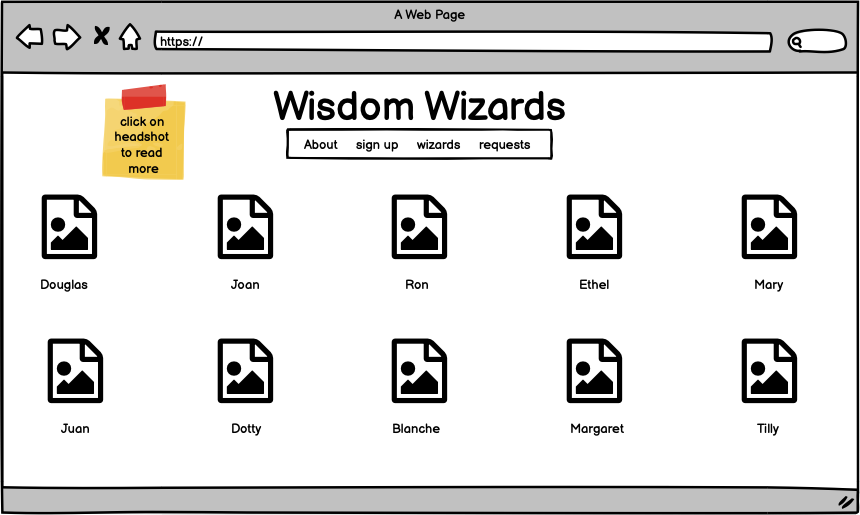 A Web Page
https://
Wisdom Wizards
click on
headshot
to read
more
About sign up wizards requests
Douglas Joan Ron Ethel Mary
Juan Dotty Blanche Margaret Tilly